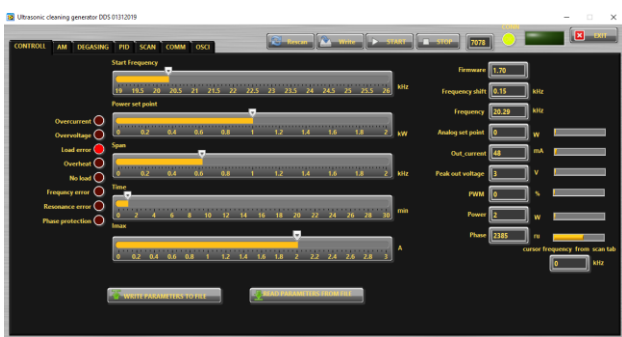 Ultrasonic cleaning generator DDS 01312019
CONTROLL AM DEGASING PID SCAN COMM OSCI
Rescan Write START STOP 7078 EXIT
Start Frequency
19 19.5 20 20.5 21 21.5 22 22.5 23 23.5 24 24.5 25 25.5 26 kHz
Power set point
0 0.2 0.4 0.6 0.8 1 1.2 1.4 1.6 1.8 2 kW
Span
0 0.2 0.4 0.6 0.8 1 1.2 1.4 1.6 1.8 2 kHz
Time
0 2 4 6 8 10 12 14 16 18 20 22 24 26 28 30 min
Imax
0 0.2 0.4 0.6 0.8 1 1.2 1.4 1.6 1.8 2 2.2 2.4 2.6 2.8 3 A
Overcurrent
Overvoltage
Load error
Overheat
No load
Frequncy error
Resonance error
Phase protection
Firmware 1.70
Frequency shift 0.15 kHz
Frequency 20.29 kHz
Analog set point 0 W
Out_current 48 mA
Peak out voltage 3 V
PWM 0 %
Power 2 W
Phase 2385
cursor frequency from scan tab
0 kHz
WRITE PARAMETERS TO FILE
READ PARAMETERS FROM FILE